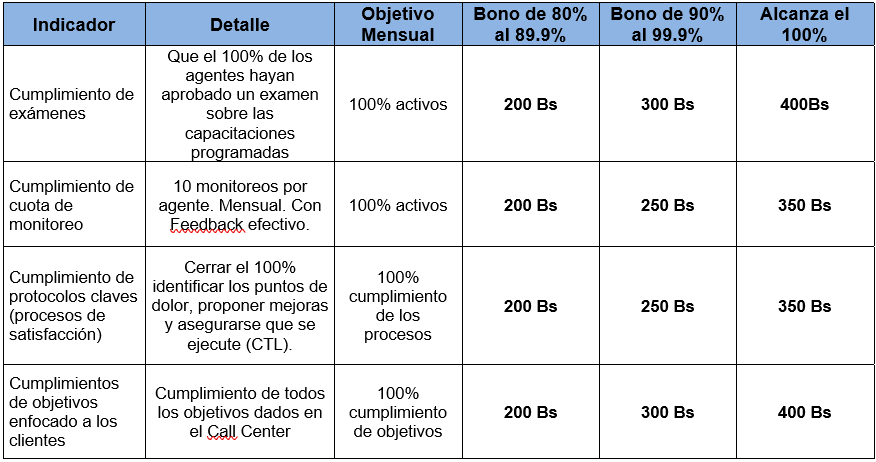 Indicador
Detalle
Objetivo
Mensual
Bono de 80%
al 89.9%
Bono de 90%
al 99.9%
Alcanza el
100%
Cumplimiento de
exámenes
Que el 100% de los
agentes hayan
aprobado un examen
sobre las
capacitaciones
programadas
100% activos
200 Bs
300 Bs
400Bs
Cumplimiento de
cuota de
monitoreo
10 monitoreos por
agente. Mensual. Con
Feedback efectivo.
100% activos
200 Bs
250 Bs
350 Bs
Cumplimiento de
protocolos claves
(procesos de
satisfacción)
Cerrar el 100%
identificar los puntos de
dolor, proponer mejoras
y asegurarse que se
ejecute (CTL).
100%
cumplimiento
de los
procesos
200 Bs
250 Bs
350 Bs
Cumplimientos
de objetivos
enfocado a los
clientes
Cumplimiento de todos
los objetivos dados en
el Call Center
100%
cumplimiento
de objetivos
200 Bs
300 Bs
400 Bs